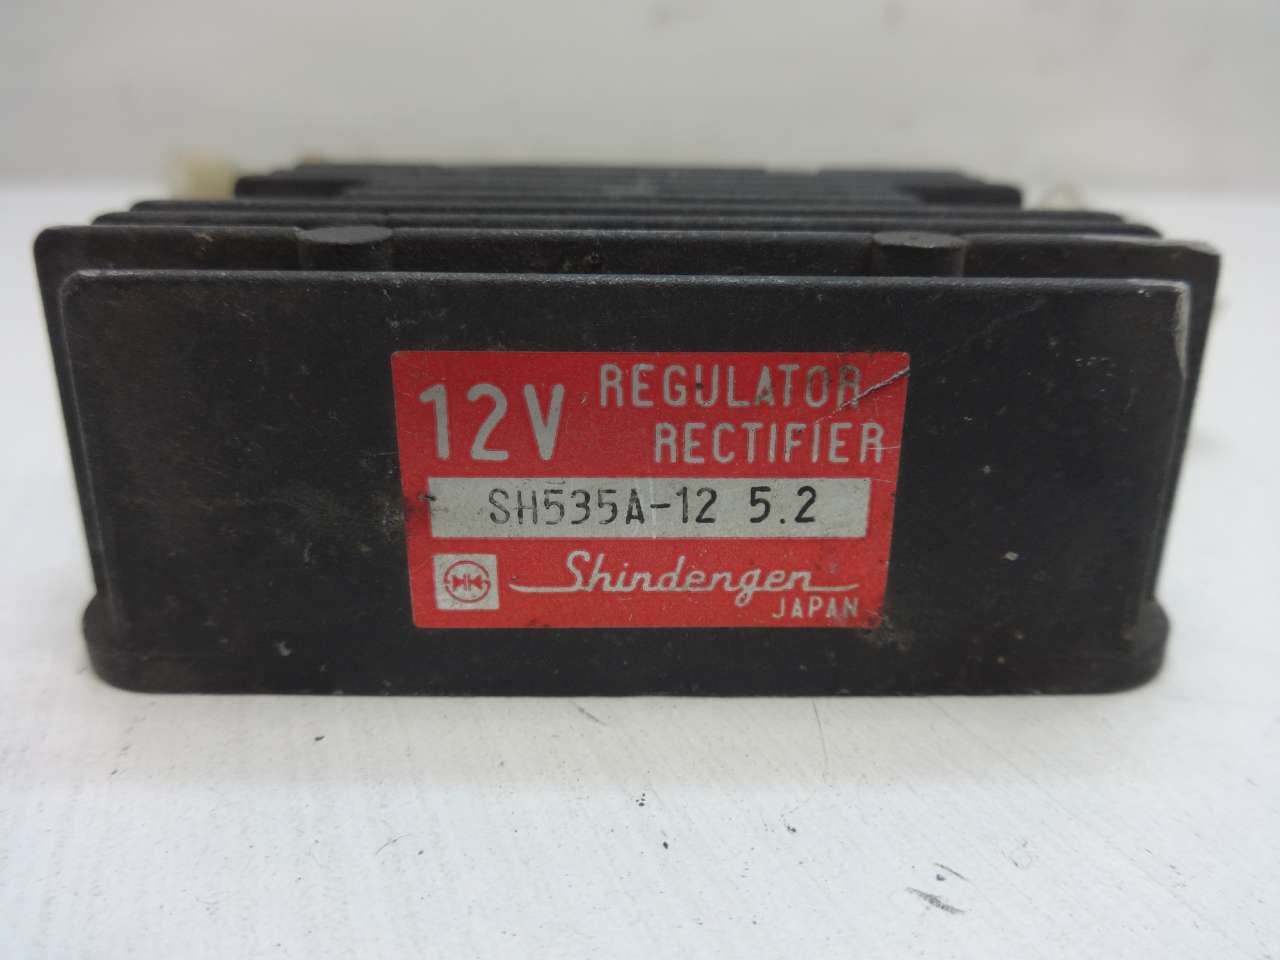 12V REGULATOR
RECTIFIER
SH535A-12 5.2
Shindengen
JAPAN